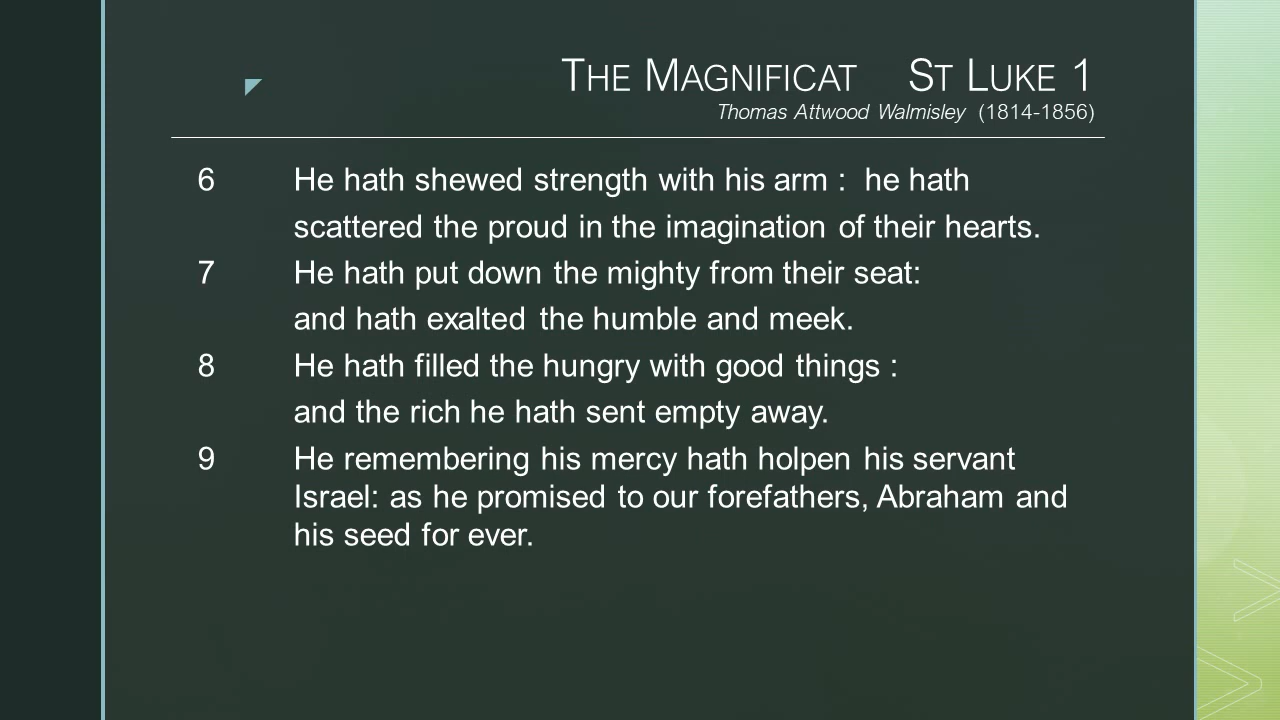 THE MAGNIFICAT ST LUKE 1
Thomas Attwood Walmisley (1814-1856)
6 He hath shewed strength with his arm : he hath
scattered the proud in the imagination of their hearts.
7 He hath put down the mighty from their seat:
and hath exalted the humble and meek.
8 He hath filled the hungry with good things :
and the rich he hath sent empty away.
9 He remembering his mercy hath holpen his servant
Israel: as he promised to our forefathers, Abraham and
his seed for ever.